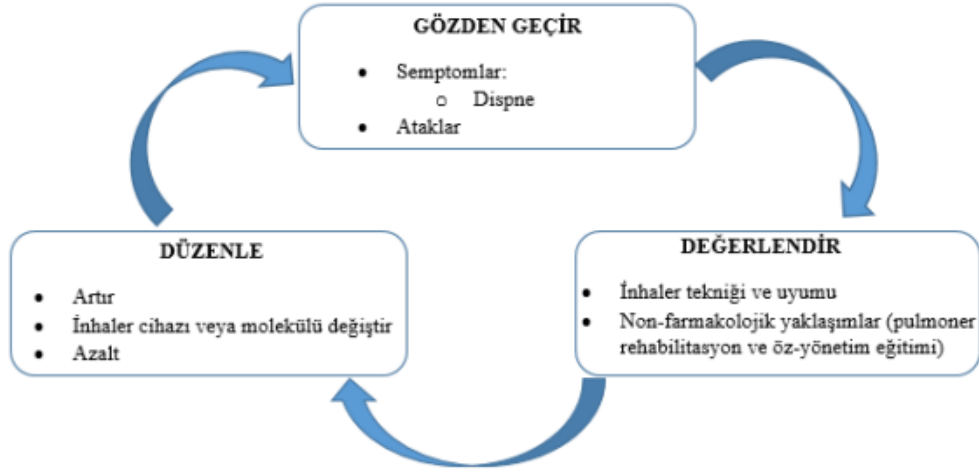 GÖZDEN GEÇİR
• Semptomlar:
o Dispne
• Ataklar
DEĞERLENDİR
• İnhaler tekniği ve uyumu
• Non-farmakolojik yaklaşımlar (pulmoner
rehabilitasyon ve öz-yönetim eğitimi)
DÜZENLE
• Artır
• İnhaler cihazı veya molekülü değiştir
• Azalt